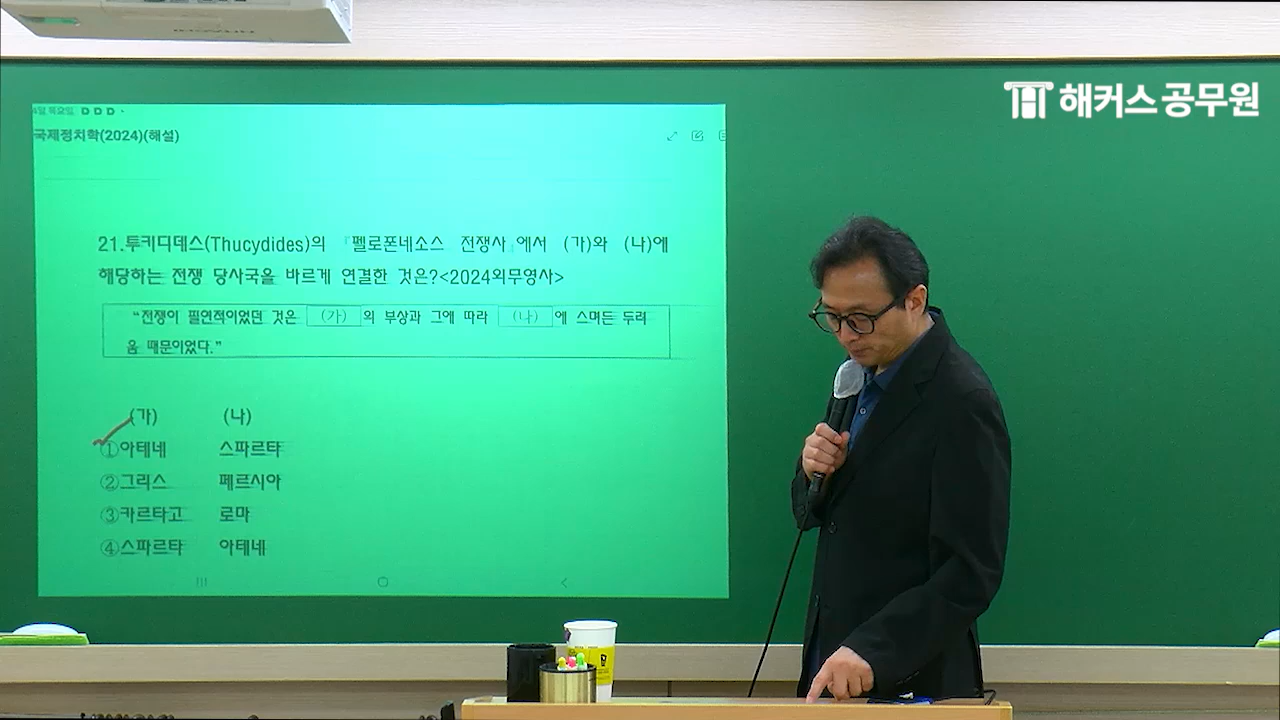 해커스공무원
국제정치학(2024)(해설)
21.투키디데스(Thucydides)의 『펠로폰네소스 전쟁사』에서 (가)와 (나)에
해당하는 전쟁 당사국을 바르게 연결한 것은?<2024외무영사>
“전쟁이 필연적이었던 것은 (가) 의 부상과 그에 따라 (나) 에 스며든 두려
움 때문이었다.”
(가) (나)
①아테네 스파르타
②그리스 페르시아
③카르타고 로마
④스파르타 아테네